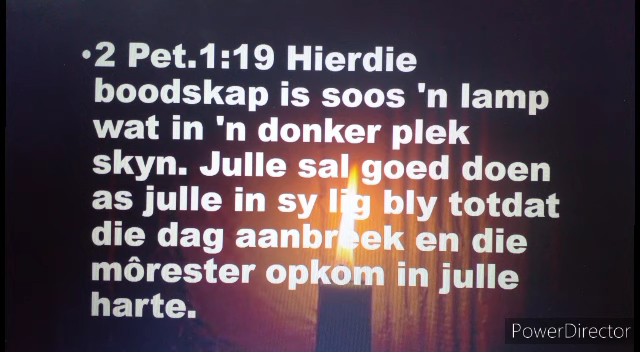 •2 Pet.1:19 Hierdie
boodskap is soos 'n lamp
wat in 'n donker plek
skyn. Julle sal goed doen
as julle in sy lig bly totdat
die dag aanbreek en die
môrester opkom in julle
harte.
PowerDirector